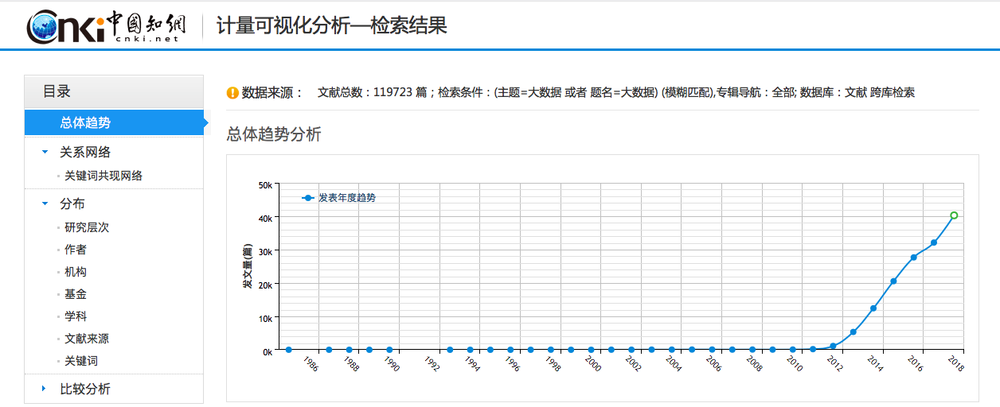 Cnki 中國知網
cnki.net
计量可视化分析—检索结果
目录
总体趋势
关系网络
关键词共现网络
分布
研究层次
作者
机构
基金
学科
文献来源
关键词
比较分析
数据来源： 文献总数：119723 篇；检索条件：(主题=大数据 或者 题名=大数据) (模糊匹配),专辑导航：全部; 数据库：文献 跨库检索
总体趋势分析
发表年度趋势
发文量(篇)
50k
40k
30k
20k
10k
0k
1986 1988 1990 1992 1994 1996 1998 2000 2002 2004 2006 2008 2010 2012 2014 2016 2018